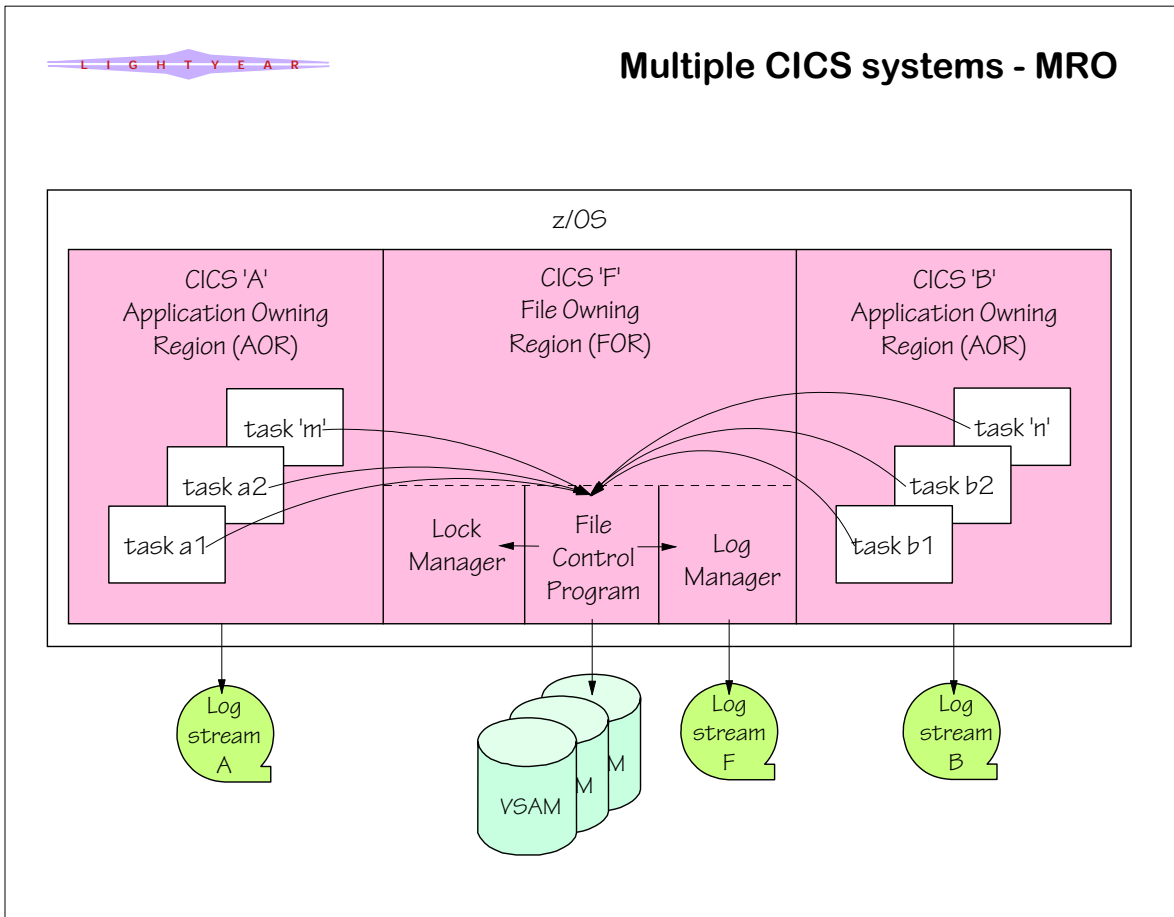 LIGHTYEAR
Multiple CICS systems - MRO
z/OS
CICS 'A'
Application Owning
Region (AOR)
CICS 'F'
File Owning
Region (FOR)
CICS 'B'
Application Owning
Region (AOR)
task 'm'
task a2
task a1
task 'n'
task b2
task b1
Lock
Manager
File
Control
Program
Log
Manager
Log
stream
A
VSAM
M
M
Log
stream
F
Log
stream
B